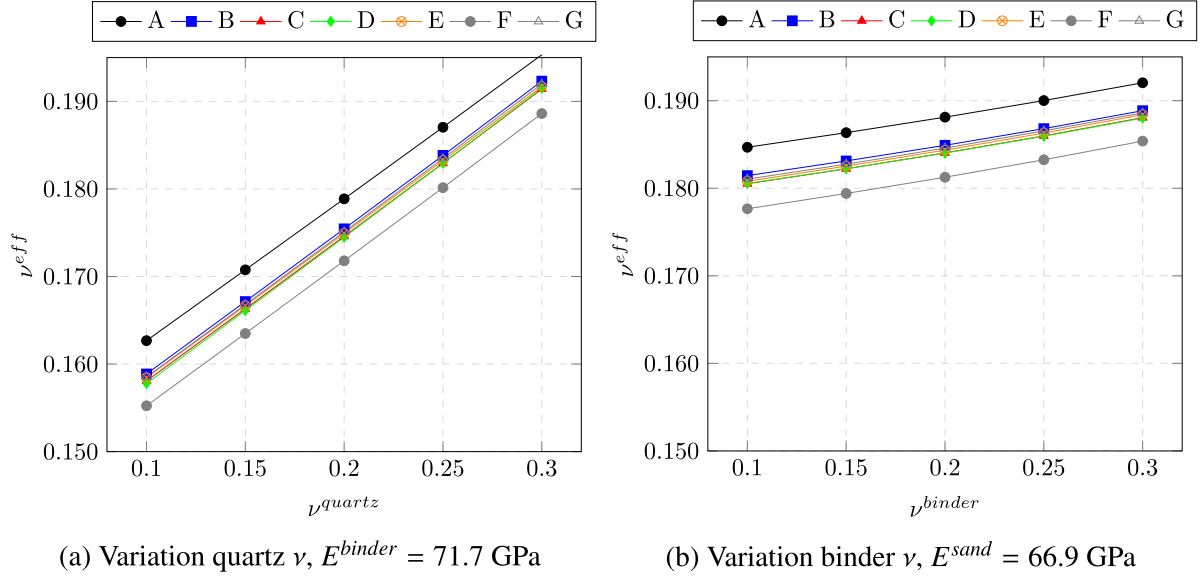 A B C D E F G
0.190
0.180
0.170
0.160
0.150
ν^{eff}
0.1 0.15 0.2 0.25 0.3
ν^{quartz}
(a) Variation quartz ν, E^{binder} = 71.7 GPa
A B C D E F G
0.190
0.180
0.170
0.160
0.150
ν^{eff}
0.1 0.15 0.2 0.25 0.3
ν^{binder}
(b) Variation binder ν, E^{sand} = 66.9 GPa